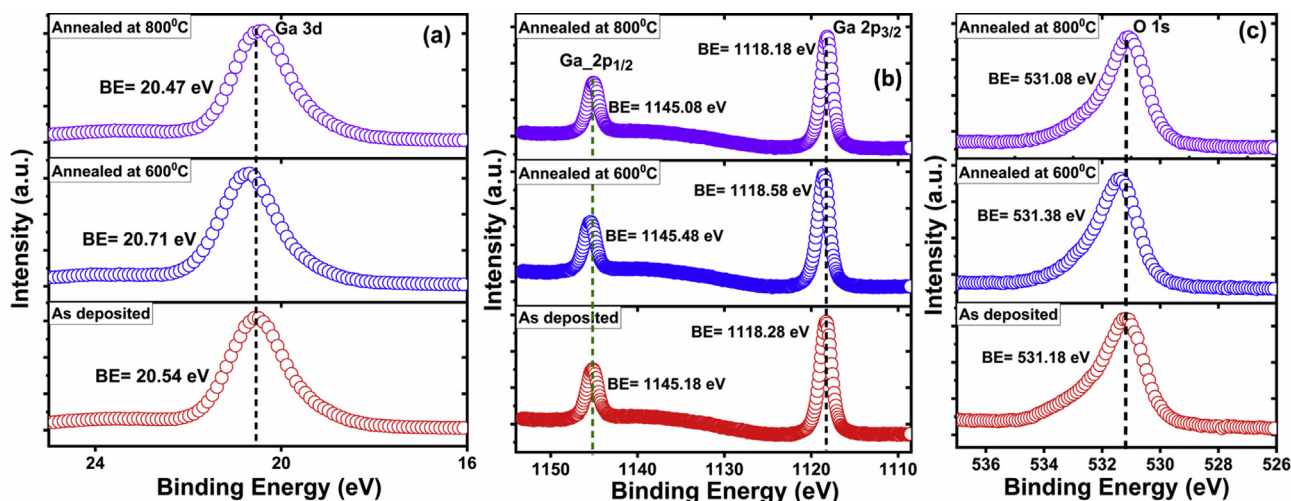 Annealed at 800⁰C
Ga 3d
(a)
BE= 20.47 eV
Annealed at 600⁰C
BE= 20.71 eV
As deposited
BE= 20.54 eV
Intensity (a.u.)
24
20
16
Binding Energy (eV)
Annealed at 800⁰C
Ga 2p3/2
BE= 1118.18 eV
Ga_2p1/2
(b)
BE= 1145.08 eV
Annealed at 600⁰C
BE= 1118.58 eV
BE= 1145.48 eV
As deposited
BE= 1118.28 eV
BE= 1145.18 eV
Intensity (a.u.)
1150
1140
1130
1120
1110
Binding Energy (eV)
Annealed at 800⁰C
O 1s
(c)
BE= 531.08 eV
Annealed at 600⁰C
BE= 531.38 eV
As deposited
BE= 531.18 eV
Intensity (a.u.)
536
534
532
530
528
526
Binding Energy (eV)